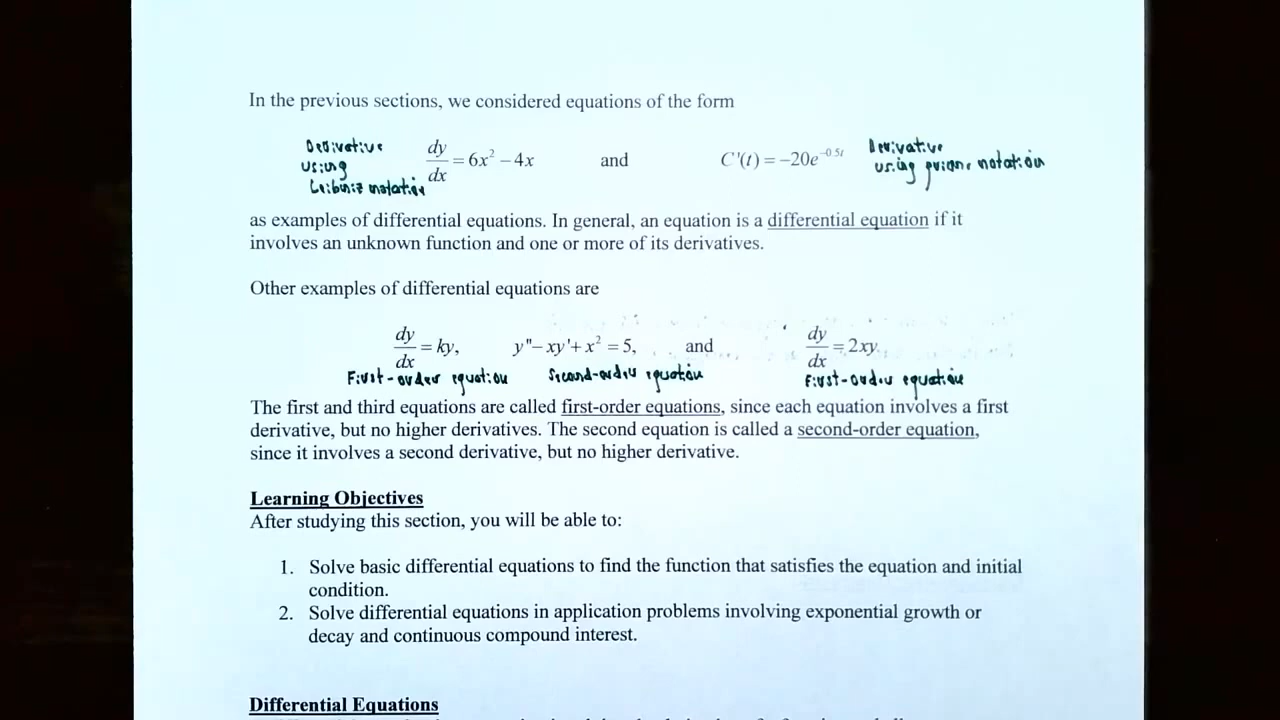 In the previous sections, we considered equations of the form
Derivative using Leibniz notation dy/dx = 6x² – 4x and C'(t) = –20e^–0.5t Derivative using prime notation
as examples of differential equations. In general, an equation is a differential equation if it
involves an unknown function and one or more of its derivatives.
Other examples of differential equations are
dy/dx = ky, y"– xy'+ x² = 5, and dy/dx = 2xy.
First-order equation Second-order equation First-order equation
The first and third equations are called first-order equations, since each equation involves a first
derivative, but no higher derivatives. The second equation is called a second-order equation,
since it involves a second derivative, but no higher derivative.
Learning Objectives
After studying this section, you will be able to:
1. Solve basic differential equations to find the function that satisfies the equation and initial
condition.
2. Solve differential equations in application problems involving exponential growth or
decay and continuous compound interest.
Differential Equations